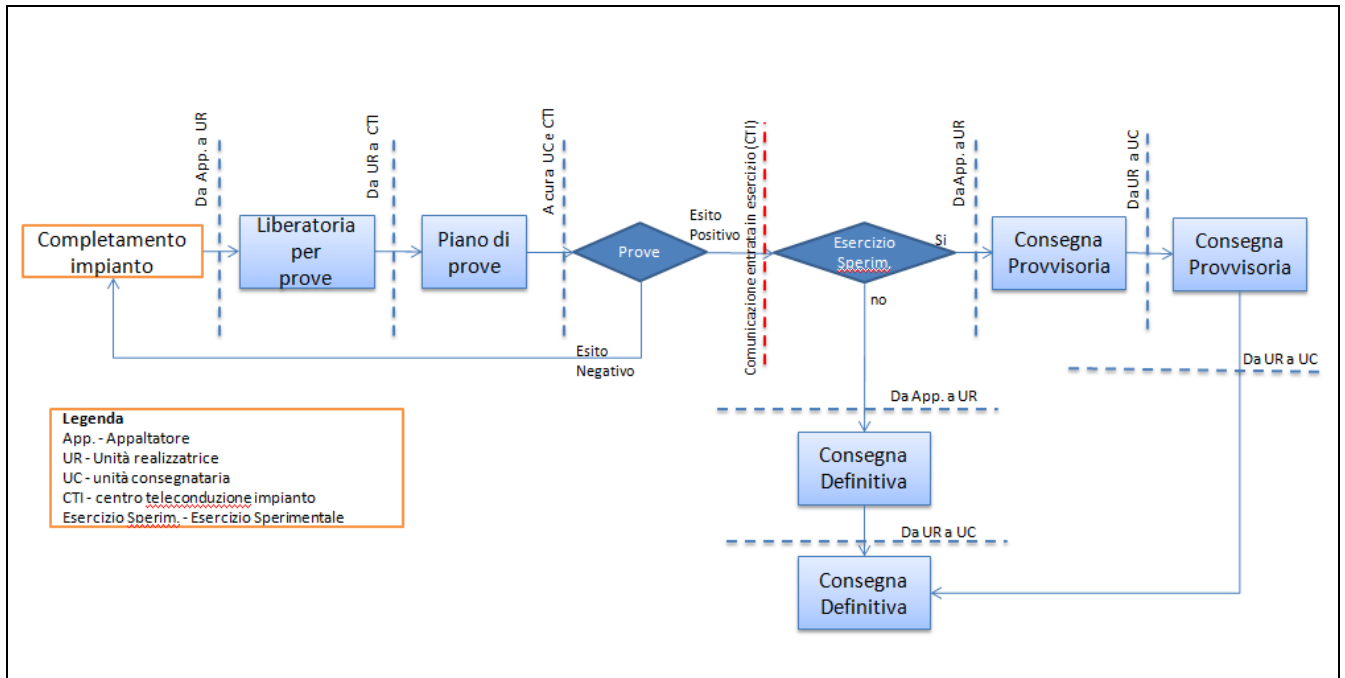 Da App. a UR
Da UR a CTI
A cura UC e CTI
Comunicazione entrata in esercizio (CTI)
Da App. a UR
Da UR a UC
Completamento
impianto
Liberatoria
per
prove
Piano di
prove
Prove
Esito
Positivo
Esercizio
Sperim.
Si
Consegna
Provvisoria
Consegna
Provvisoria
no
Esito
Negativo
Da UR a UC
Da App. a UR
Consegna
Definitiva
Da UR a UC
Consegna
Definitiva
Legenda
App. - Appaltatore
UR - Unità realizzatrice
UC - unità consegnataria
CTI - centro teleconduzione impianto
Esercizio Sperim. - Esercizio Sperimentale